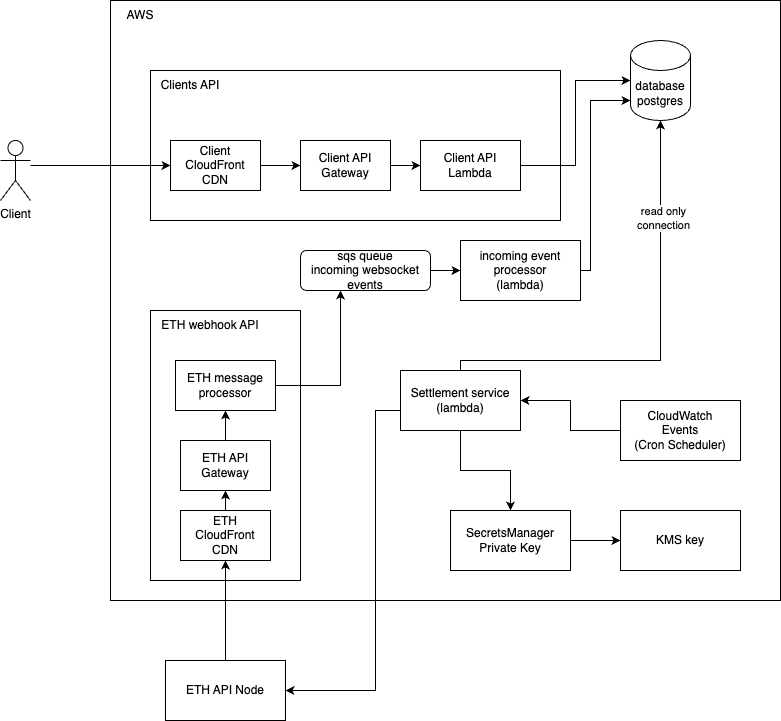 AWS
Clients API
database
postgres
Client
CloudFront
CDN
Client API
Gateway
Client API
Lambda
Client
read only
connection
sqs queue
incoming websocket
events
incoming event
processor
(lambda)
ETH webhook API
ETH message
processor
Settlement service
(lambda)
CloudWatch
Events
(Cron Scheduler)
ETH API
Gateway
ETH
CloudFront
CDN
SecretsManager
Private Key
KMS key
ETH API Node